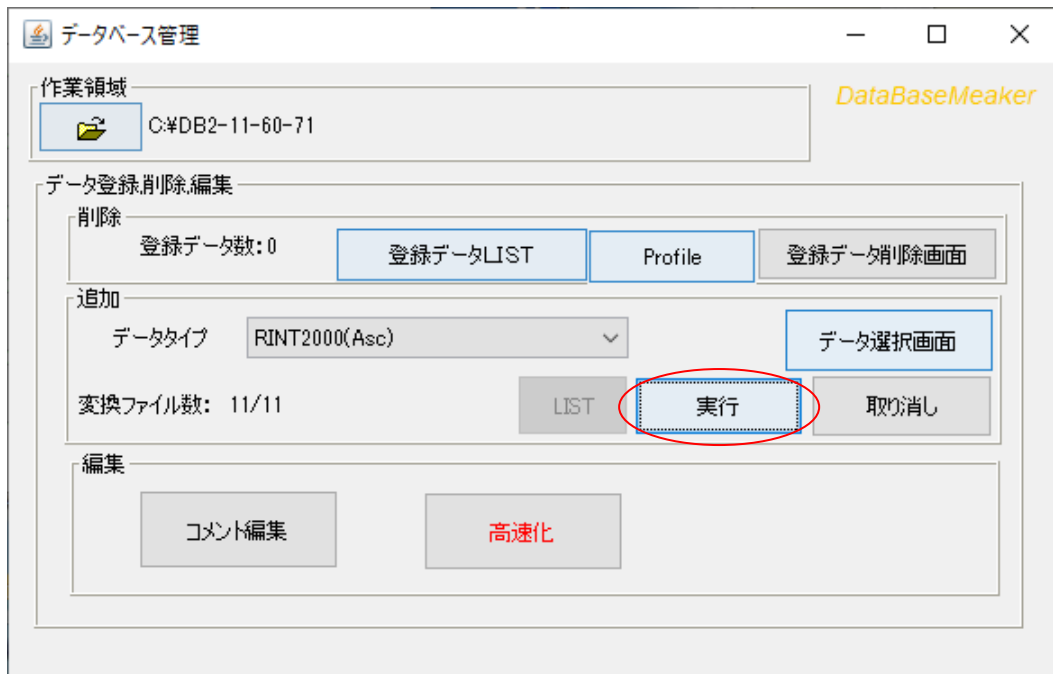 データベース管理
作業領域
DataBaseMeaker
C:¥DB2-11-60-71
データ登録,削除,編集
削除
登録データ数:0
登録データLIST
Profile
登録データ削除画面
追加
データタイプ
RINT2000(Asc)
データ選択画面
変換ファイル数: 11/11
LIST
実行
取り消し
編集
コメント編集
高速化